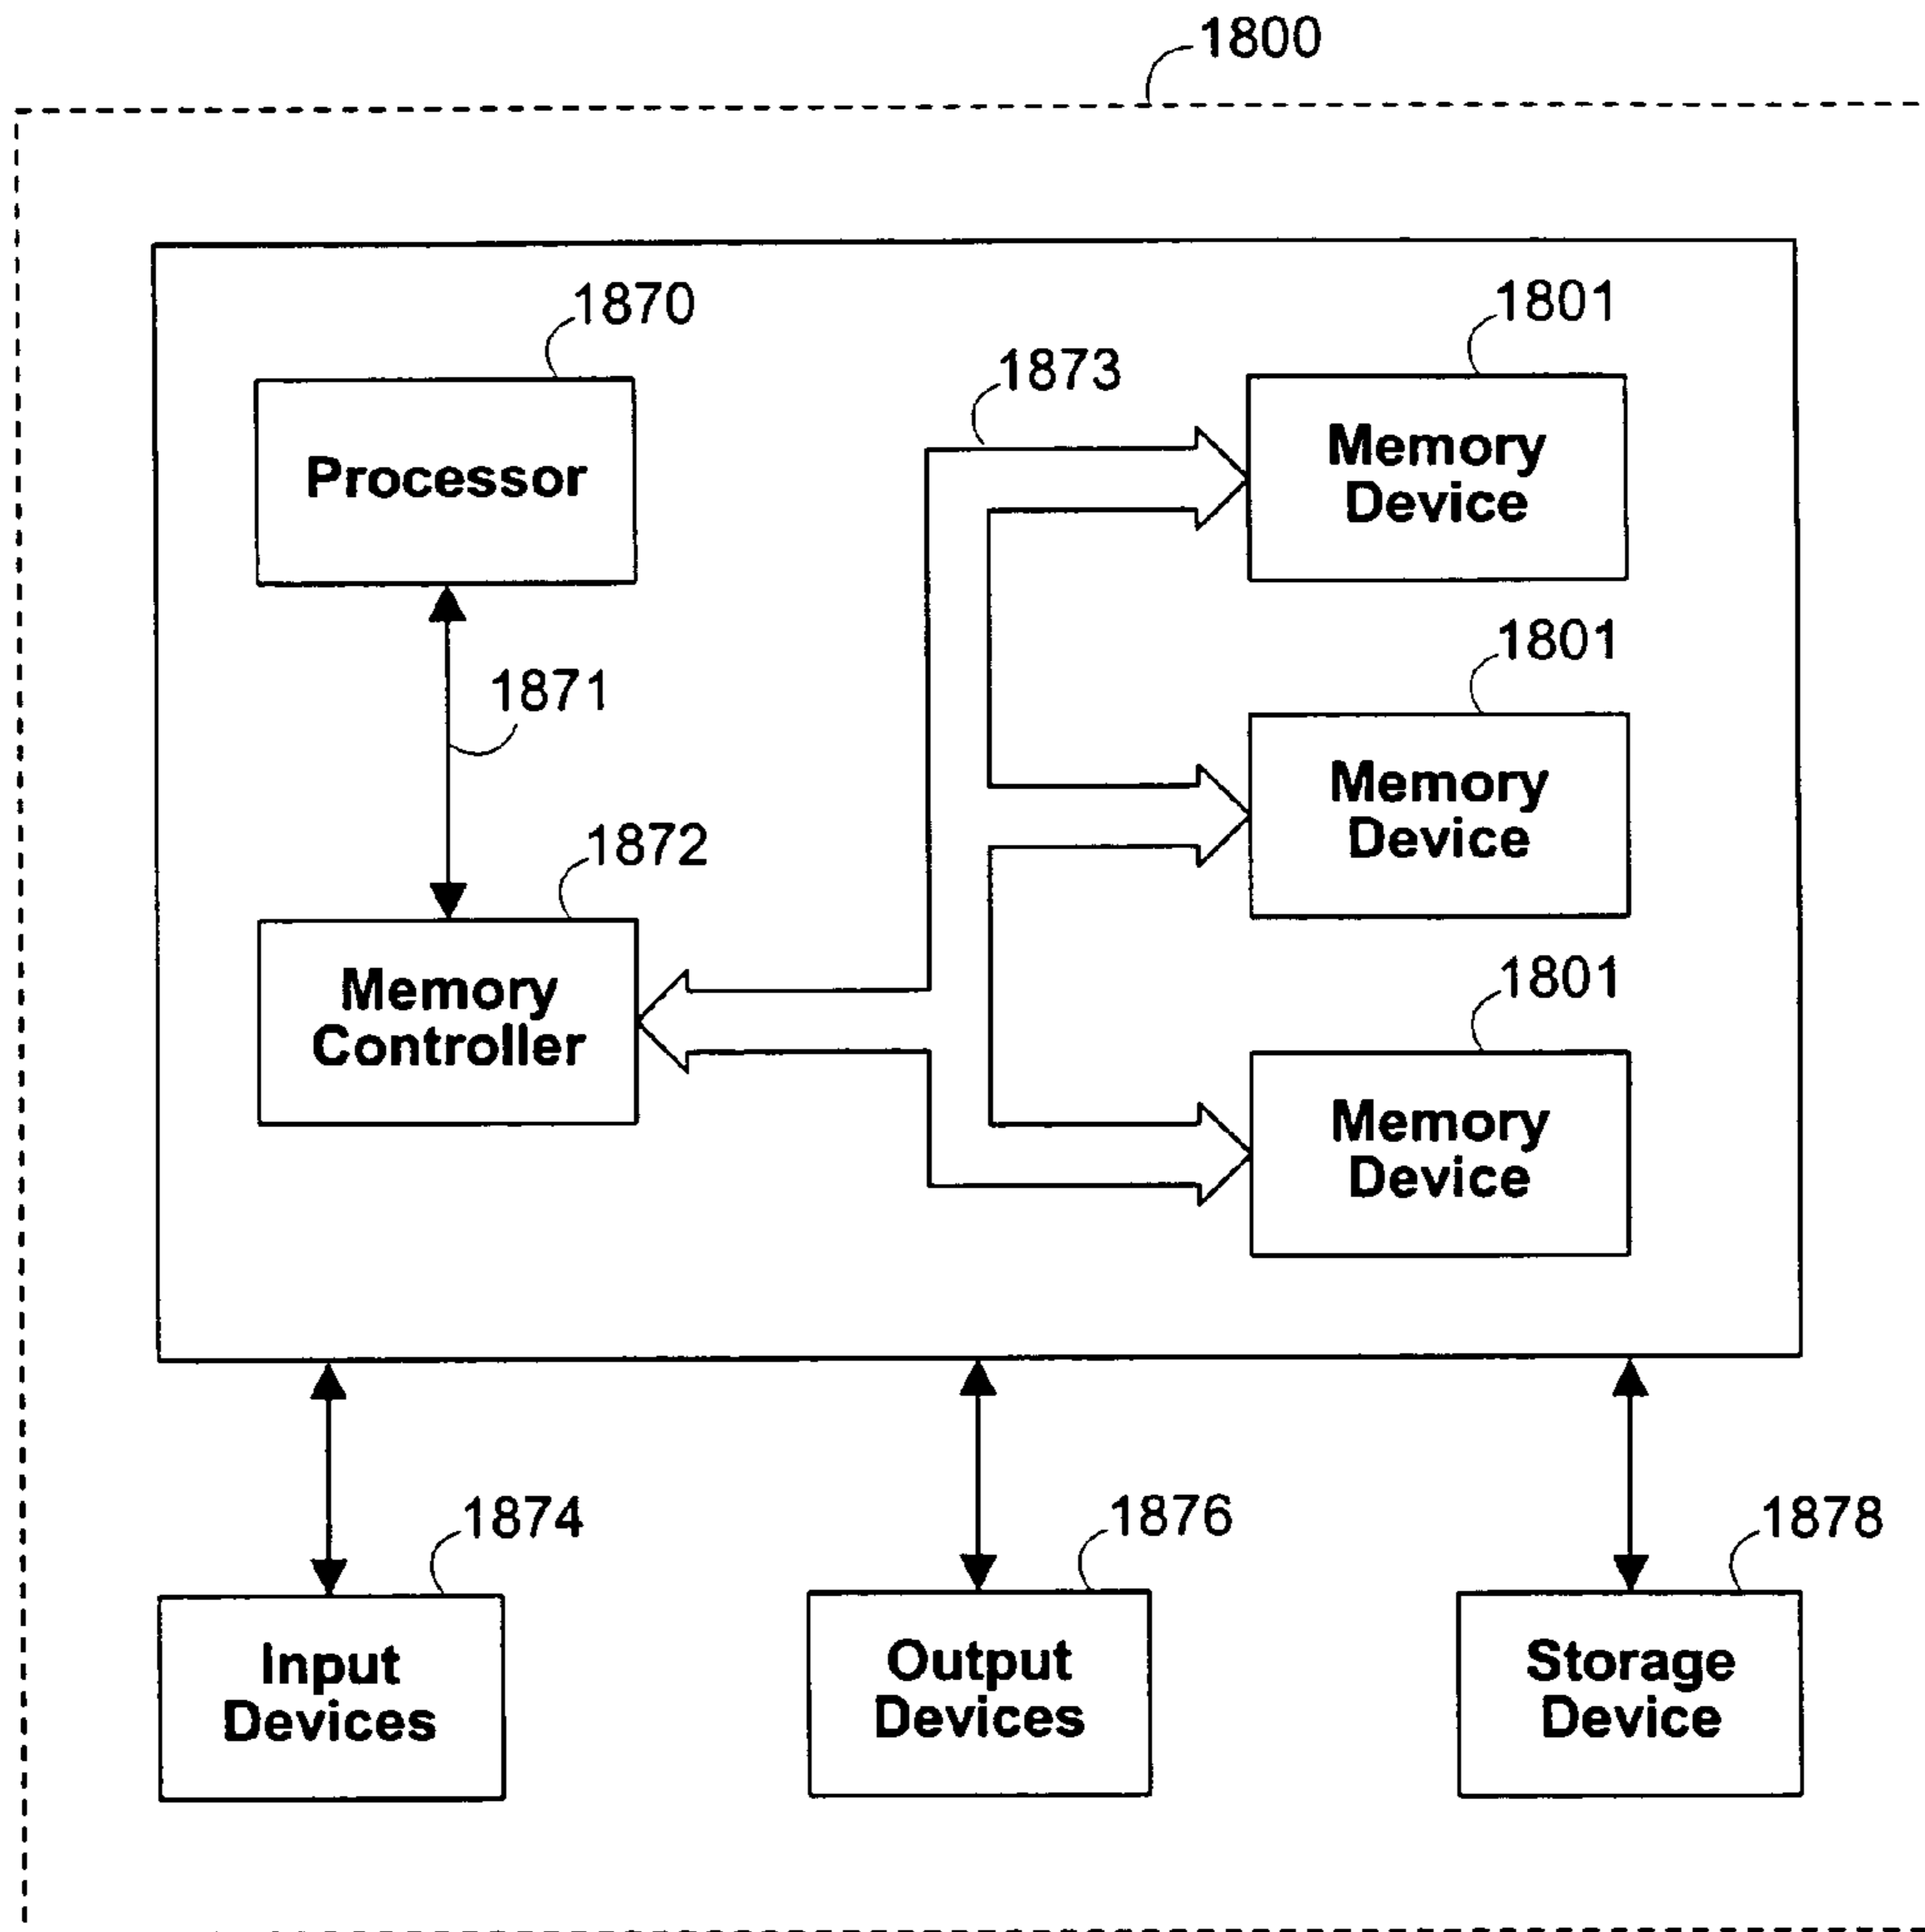 1800
1870
1801
1873
Processor
Memory
Device
1871
1801
Memory
Device
1872
Memory
Controller
1801
Memory
Device
1874
1876
1878
Input
Devices
Output
Devices
Storage
Device